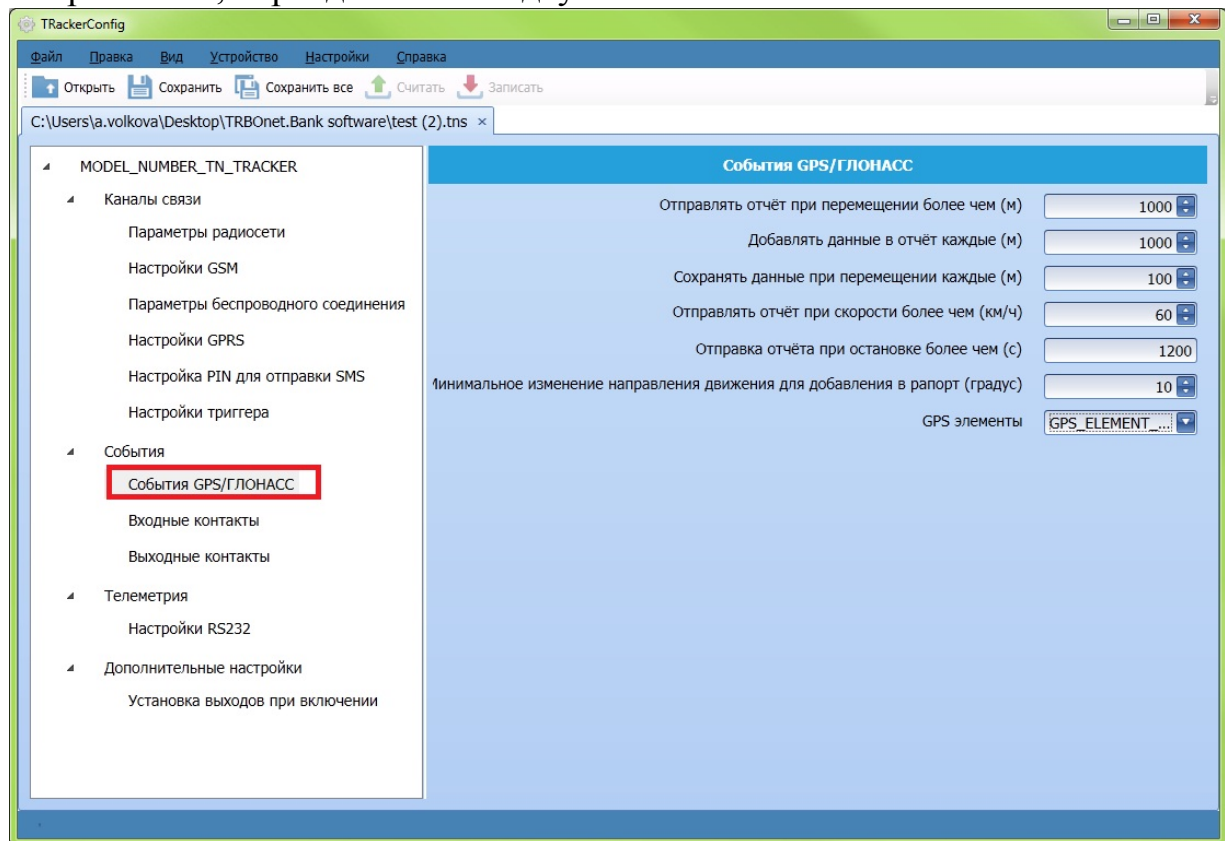 TRackerConfig
Файл Правка Вид Устройство Настройки Справка
Открыть Сохранить Сохранить все Считать Записать
C:\Users\a.volkova\Desktop\TRBOnet.Bank software\test (2).tns ×
MODEL_NUMBER_TN_TRACKER
Каналы связи
Параметры радиосети
Настройки GSM
Параметры беспроводного соединения
Настройки GPRS
Настройка PIN для отправки SMS
Настройки триггера
События
События GPS/ГЛОНАСС
Входные контакты
Выходные контакты
Телеметрия
Настройки RS232
Дополнительные настройки
Установка выходов при включении
События GPS/ГЛОНАСС
Отправлять отчёт при перемещении более чем (м) 1000
Добавлять данные в отчёт каждые (м) 1000
Сохранять данные при перемещении каждые (м) 100
Отправлять отчёт при скорости более чем (км/ч) 60
Отправка отчёта при остановке более чем (с) 1200
инимальное изменение направления движения для добавления в рапорт (градус) 10
GPS элементы GPS_ELEMENT_...